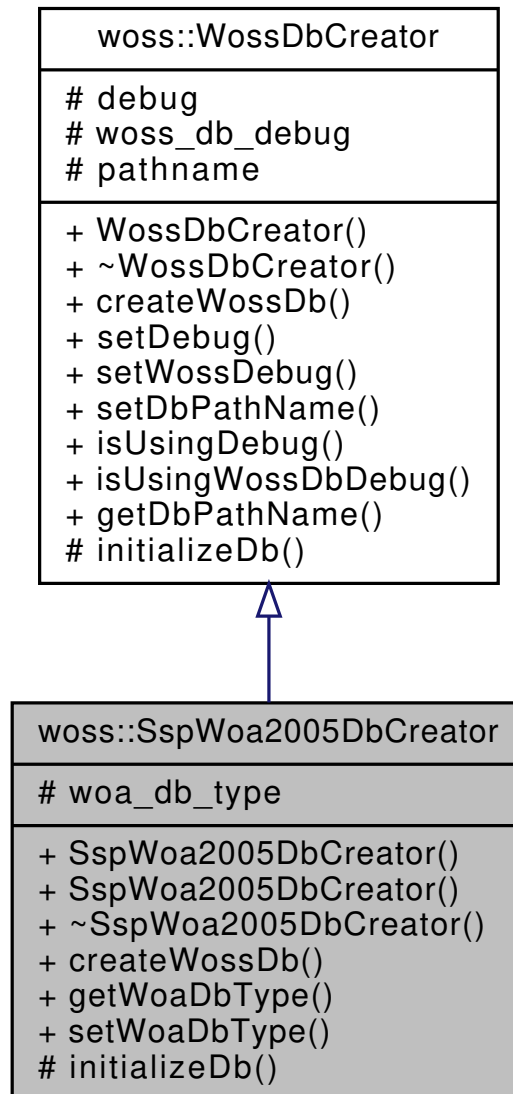 woss::WossDbCreator
# debug
# woss_db_debug
# pathname
+ WossDbCreator()
+ ~WossDbCreator()
+ createWossDb()
+ setDebug()
+ setWossDebug()
+ setDbPathName()
+ isUsingDebug()
+ isUsingWossDbDebug()
+ getDbPathName()
# initializeDb()
woss::SspWoa2005DbCreator
# woa_db_type
+ SspWoa2005DbCreator()
+ SspWoa2005DbCreator()
+ ~SspWoa2005DbCreator()
+ createWossDb()
+ getWoaDbType()
+ setWoaDbType()
# initializeDb()